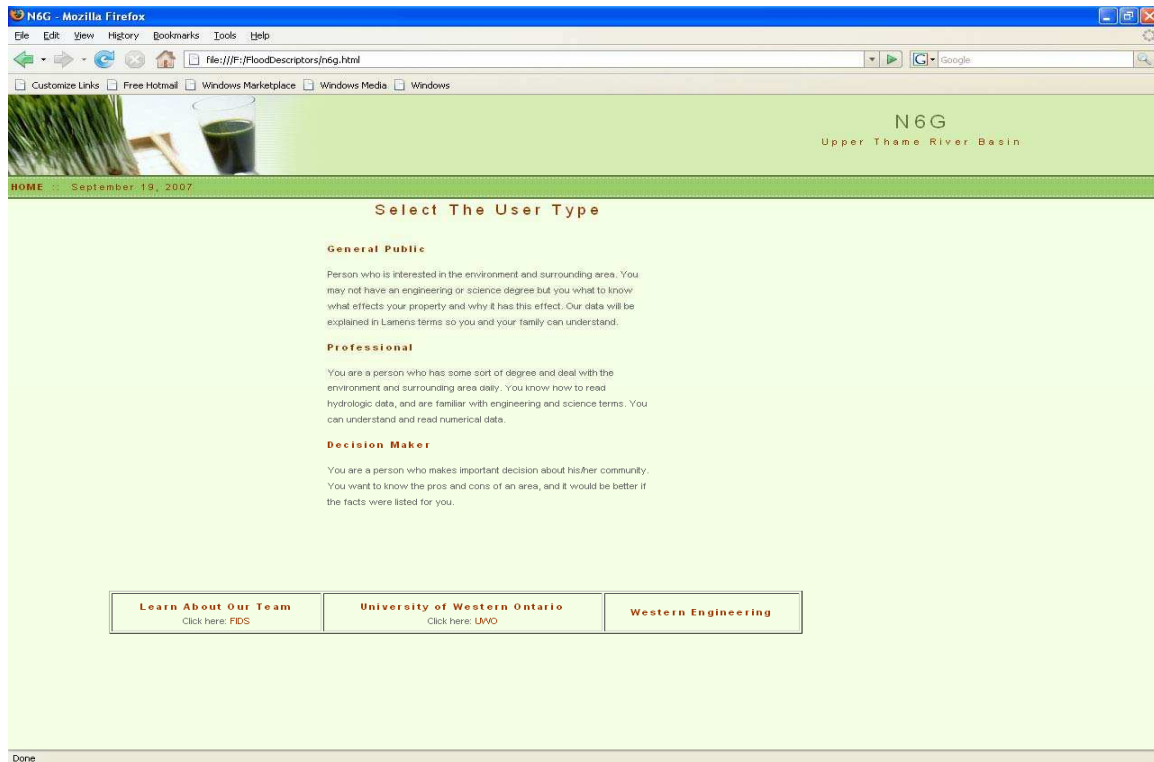 N6G - Mozilla Firefox
File Edit View History Bookmarks Tools Help
file:///F:/FloodDescriptors/n6g.html
G Google
Customize Links Free Hotmail Windows Marketplace Windows Media Windows
N6G
Upper Thame River Basin
HOME :: September 19, 2007
Select The User Type
General Public
Person who is interested in the environment and surrounding area. You
may not have an engineering or science degree but you what to know
what effects your property and why it has this effect. Our data will be
explained in Lamens terms so you and your family can understand.
Professional
You are a person who has some sort of degree and deal with the
environment and surrounding area daily. You know how to read
hydrologic data, and are familiar with engineering and science terms. You
can understand and read numerical data.
Decision Maker
You are a person who makes important decision about his/her community.
You want to know the pros and cons of an area, and it would be better if
the facts were listed for you.
Learn About Our Team
Click here: FIDS
University of Western Ontario
Click here: UWO
Western Engineering
Done